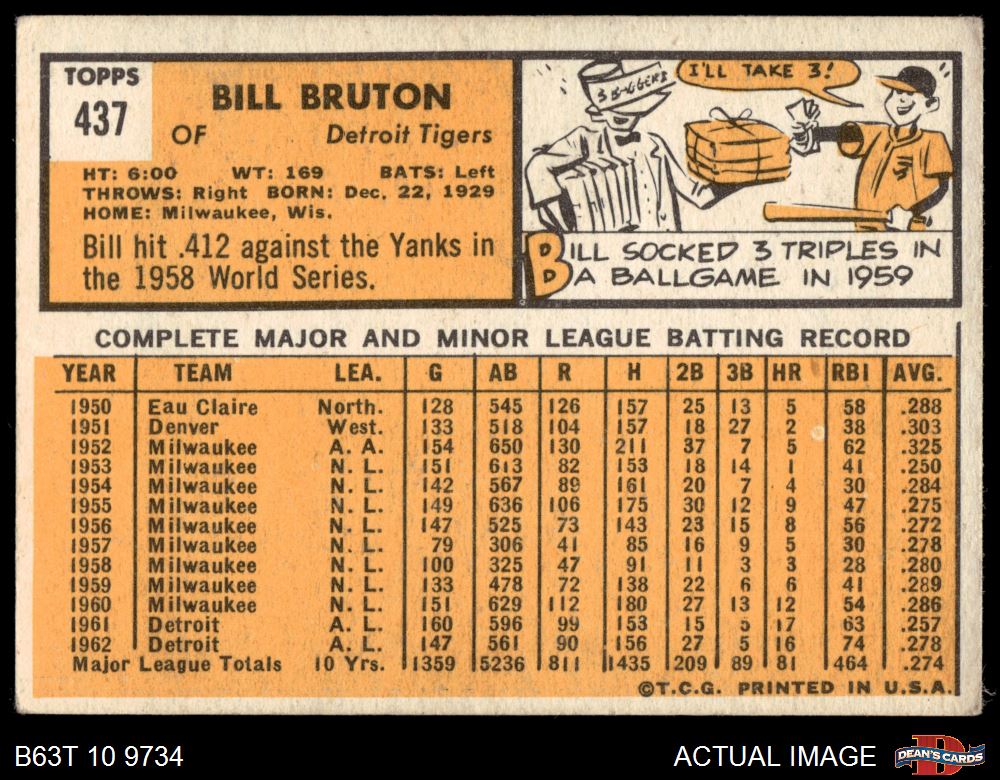 TOPPS
437
BILL BRUTON
OF Detroit Tigers
HT: 6:00 WT: 169 BATS: Left
THROWS: Right BORN: Dec. 22, 1929
HOME: Milwaukee, Wis.
Bill hit .412 against the Yanks in
the 1958 World Series.
3 BAGGERS
I'LL TAKE 3!
BILL SOCKED 3 TRIPLES IN
A BALLGAME IN 1959
COMPLETE MAJOR AND MINOR LEAGUE BATTING RECORD
YEAR TEAM LEA. G AB R H 2B 3B HR RBI AVG.
1950 Eau Claire North. 128 545 126 157 25 13 5 58 .288
1951 Denver West. 133 518 104 157 18 27 2 38 .303
1952 Milwaukee A. A. 154 650 130 211 37 7 5 62 .325
1953 Milwaukee N. L. 151 613 82 153 18 14 1 41 .250
1954 Milwaukee N. L. 142 567 89 161 20 7 4 30 .284
1955 Milwaukee N. L. 149 636 106 175 30 12 9 47 .275
1956 Milwaukee N. L. 147 525 73 143 23 15 8 56 .272
1957 Milwaukee N. L. 79 306 41 85 16 9 5 30 .278
1958 Milwaukee N. L. 100 325 47 91 11 3 3 28 .280
1959 Milwaukee N. L. 133 478 72 138 22 6 6 41 .289
1960 Milwaukee N. L. 151 629 112 180 27 13 12 54 .286
1961 Detroit A. L. 160 596 99 153 15 5 17 63 .257
1962 Detroit A. L. 147 561 90 156 27 5 16 74 .278
Major League Totals 10 Yrs. 1359 5236 811 1435 209 89 81 464 .274
©T.C.G. PRINTED IN U.S.A.
B63T 10 9734 ACTUAL IMAGE
DEAN'S CARDS